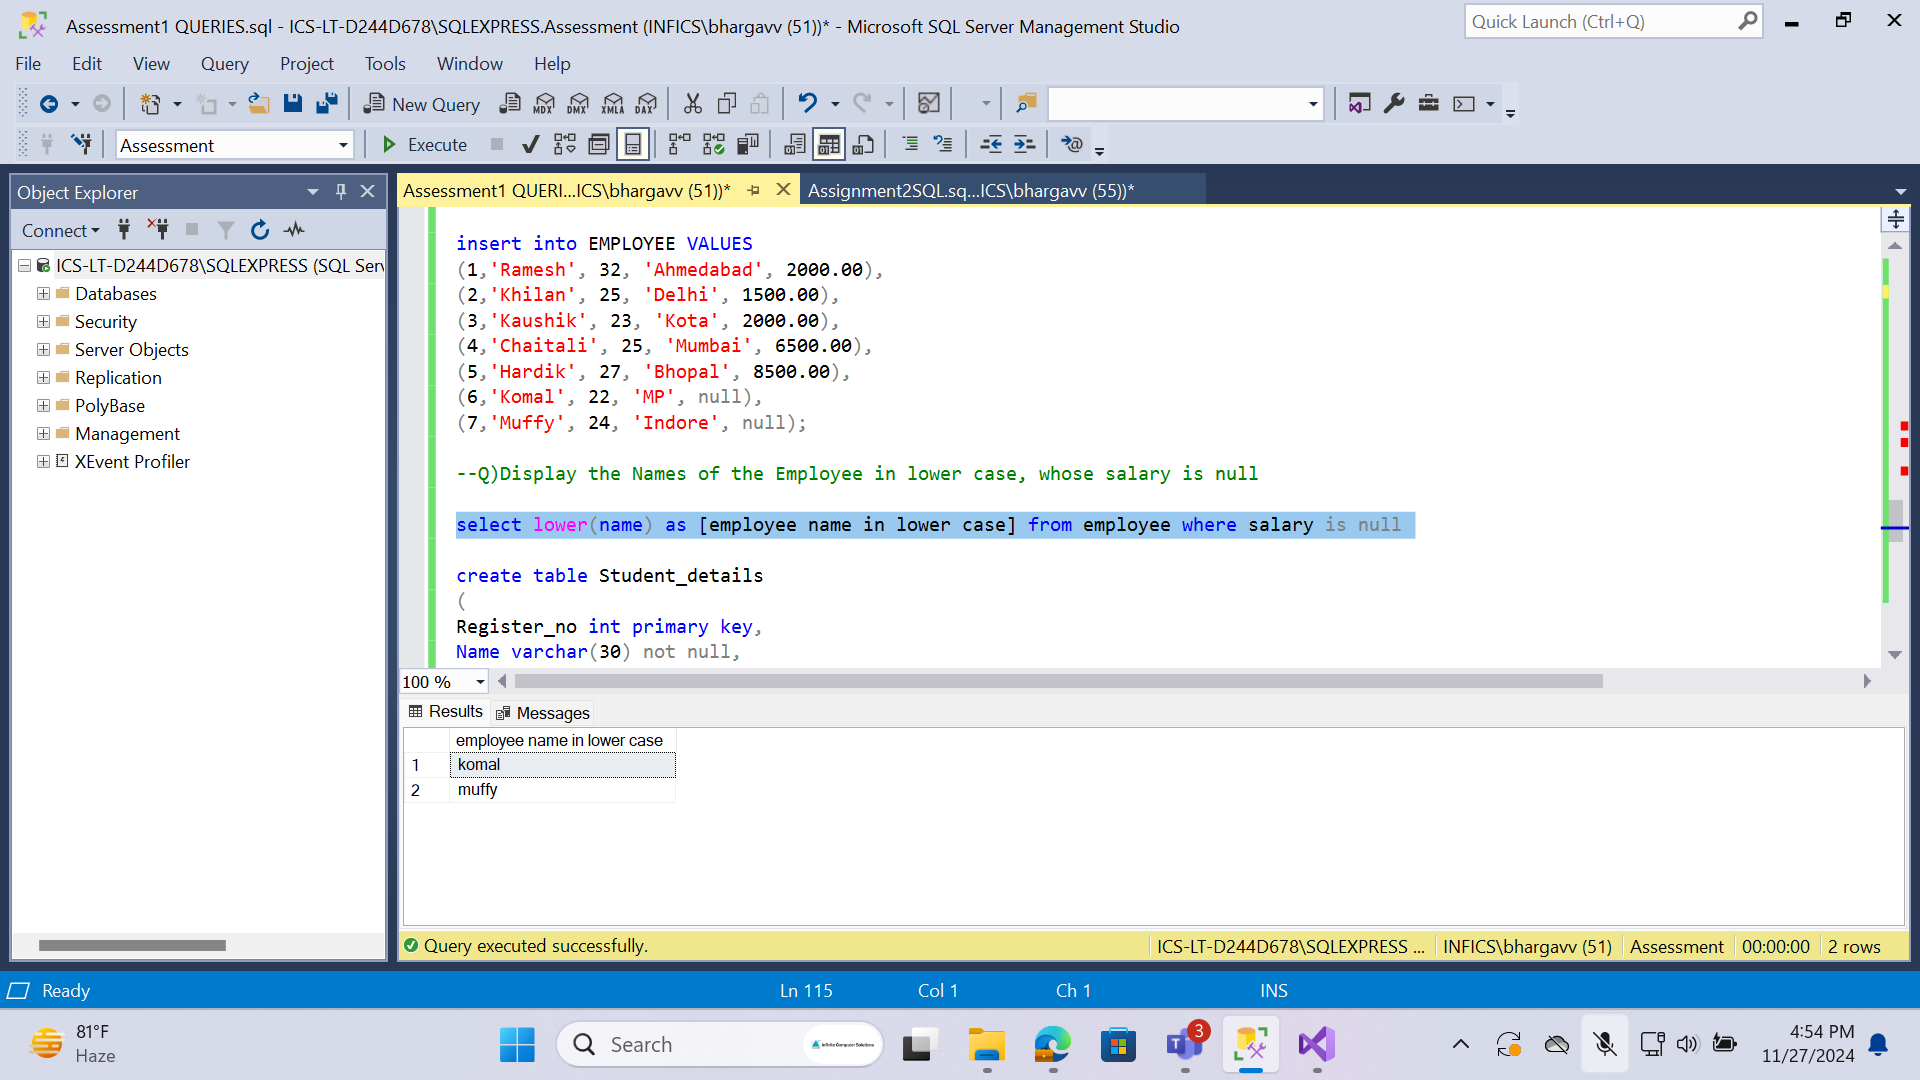 Assessment1 QUERIES.sql - ICS-LT-D244D678\SQLEXPRESS.Assessment (INFICS\bhargavv (51))* - Microsoft SQL Server Management Studio
Quick Launch (Ctrl+Q)
File Edit View Query Project Tools Window Help
New Query MDX DMX XMLA DAX
Assessment Execute
Object Explorer
Assessment1 QUERI...ICS\bhargavv (51))* Assignment2SQL.sq...ICS\bhargavv (55))*
Connect
ICS-LT-D244D678\SQLEXPRESS (SQL Serv
Databases
Security
Server Objects
Replication
PolyBase
Management
XEvent Profiler
insert into EMPLOYEE VALUES
(1,'Ramesh', 32, 'Ahmedabad', 2000.00),
(2,'Khilan', 25, 'Delhi', 1500.00),
(3,'Kaushik', 23, 'Kota', 2000.00),
(4,'Chaitali', 25, 'Mumbai', 6500.00),
(5,'Hardik', 27, 'Bhopal', 8500.00),
(6,'Komal', 22, 'MP', null),
(7,'Muffy', 24, 'Indore', null);
--Q)Display the Names of the Employee in lower case, whose salary is null
select lower(name) as [employee name in lower case] from employee where salary is null
create table Student_details
(
Register_no int primary key,
Name varchar(30) not null,
100 %
Results Messages
employee name in lower case
1 komal
2 muffy
Query executed successfully. ICS-LT-D244D678\SQLEXPRESS ... INFICS\bhargavv (51) Assessment 00:00:00 2 rows
Ready Ln 115 Col 1 Ch 1 INS
81°F
Haze
Search
Infinite Computer Solutions
3
4:54 PM
11/27/2024